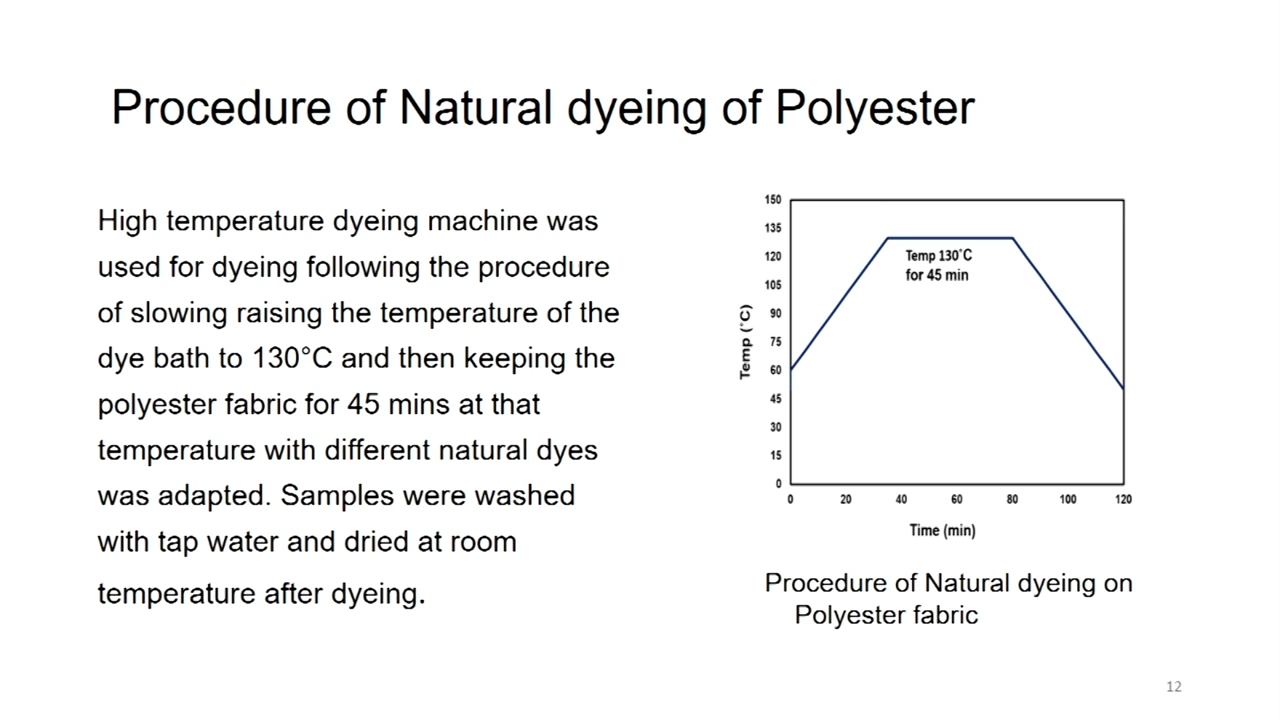 Procedure of Natural dyeing of Polyester
High temperature dyeing machine was
used for dyeing following the procedure
of slowing raising the temperature of the
dye bath to 130°C and then keeping the
polyester fabric for 45 mins at that
temperature with different natural dyes
was adapted. Samples were washed
with tap water and dried at room
temperature after dyeing.
150
135
120
105
90
75
60
45
30
15
0
Temp (°C)
Temp 130°C
for 45 min
0 20 40 60 80 100 120
Time (min)
Procedure of Natural dyeing on
Polyester fabric
12